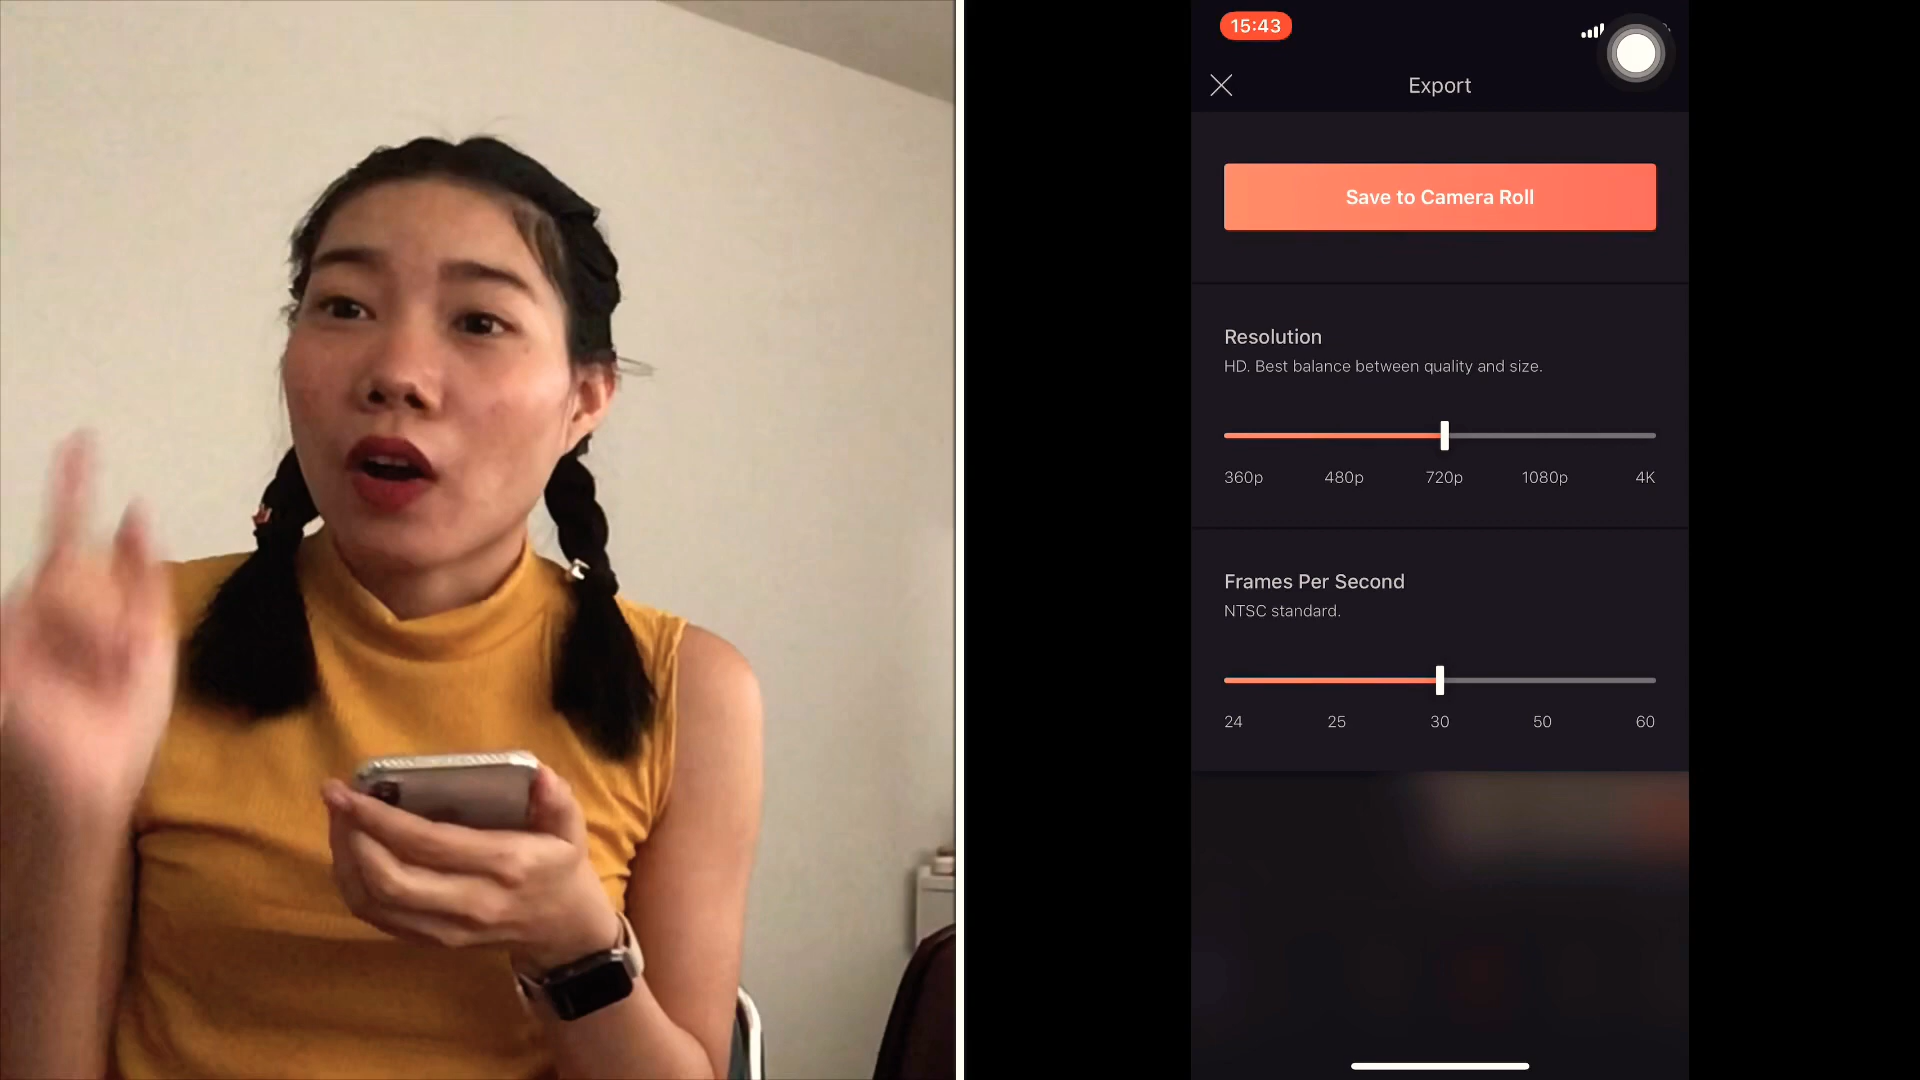 15:43
Export
Save to Camera Roll
Resolution
HD. Best balance between quality and size.
360p 480p 720p 1080p 4K
Frames Per Second
NTSC standard.
24 25 30 50 60